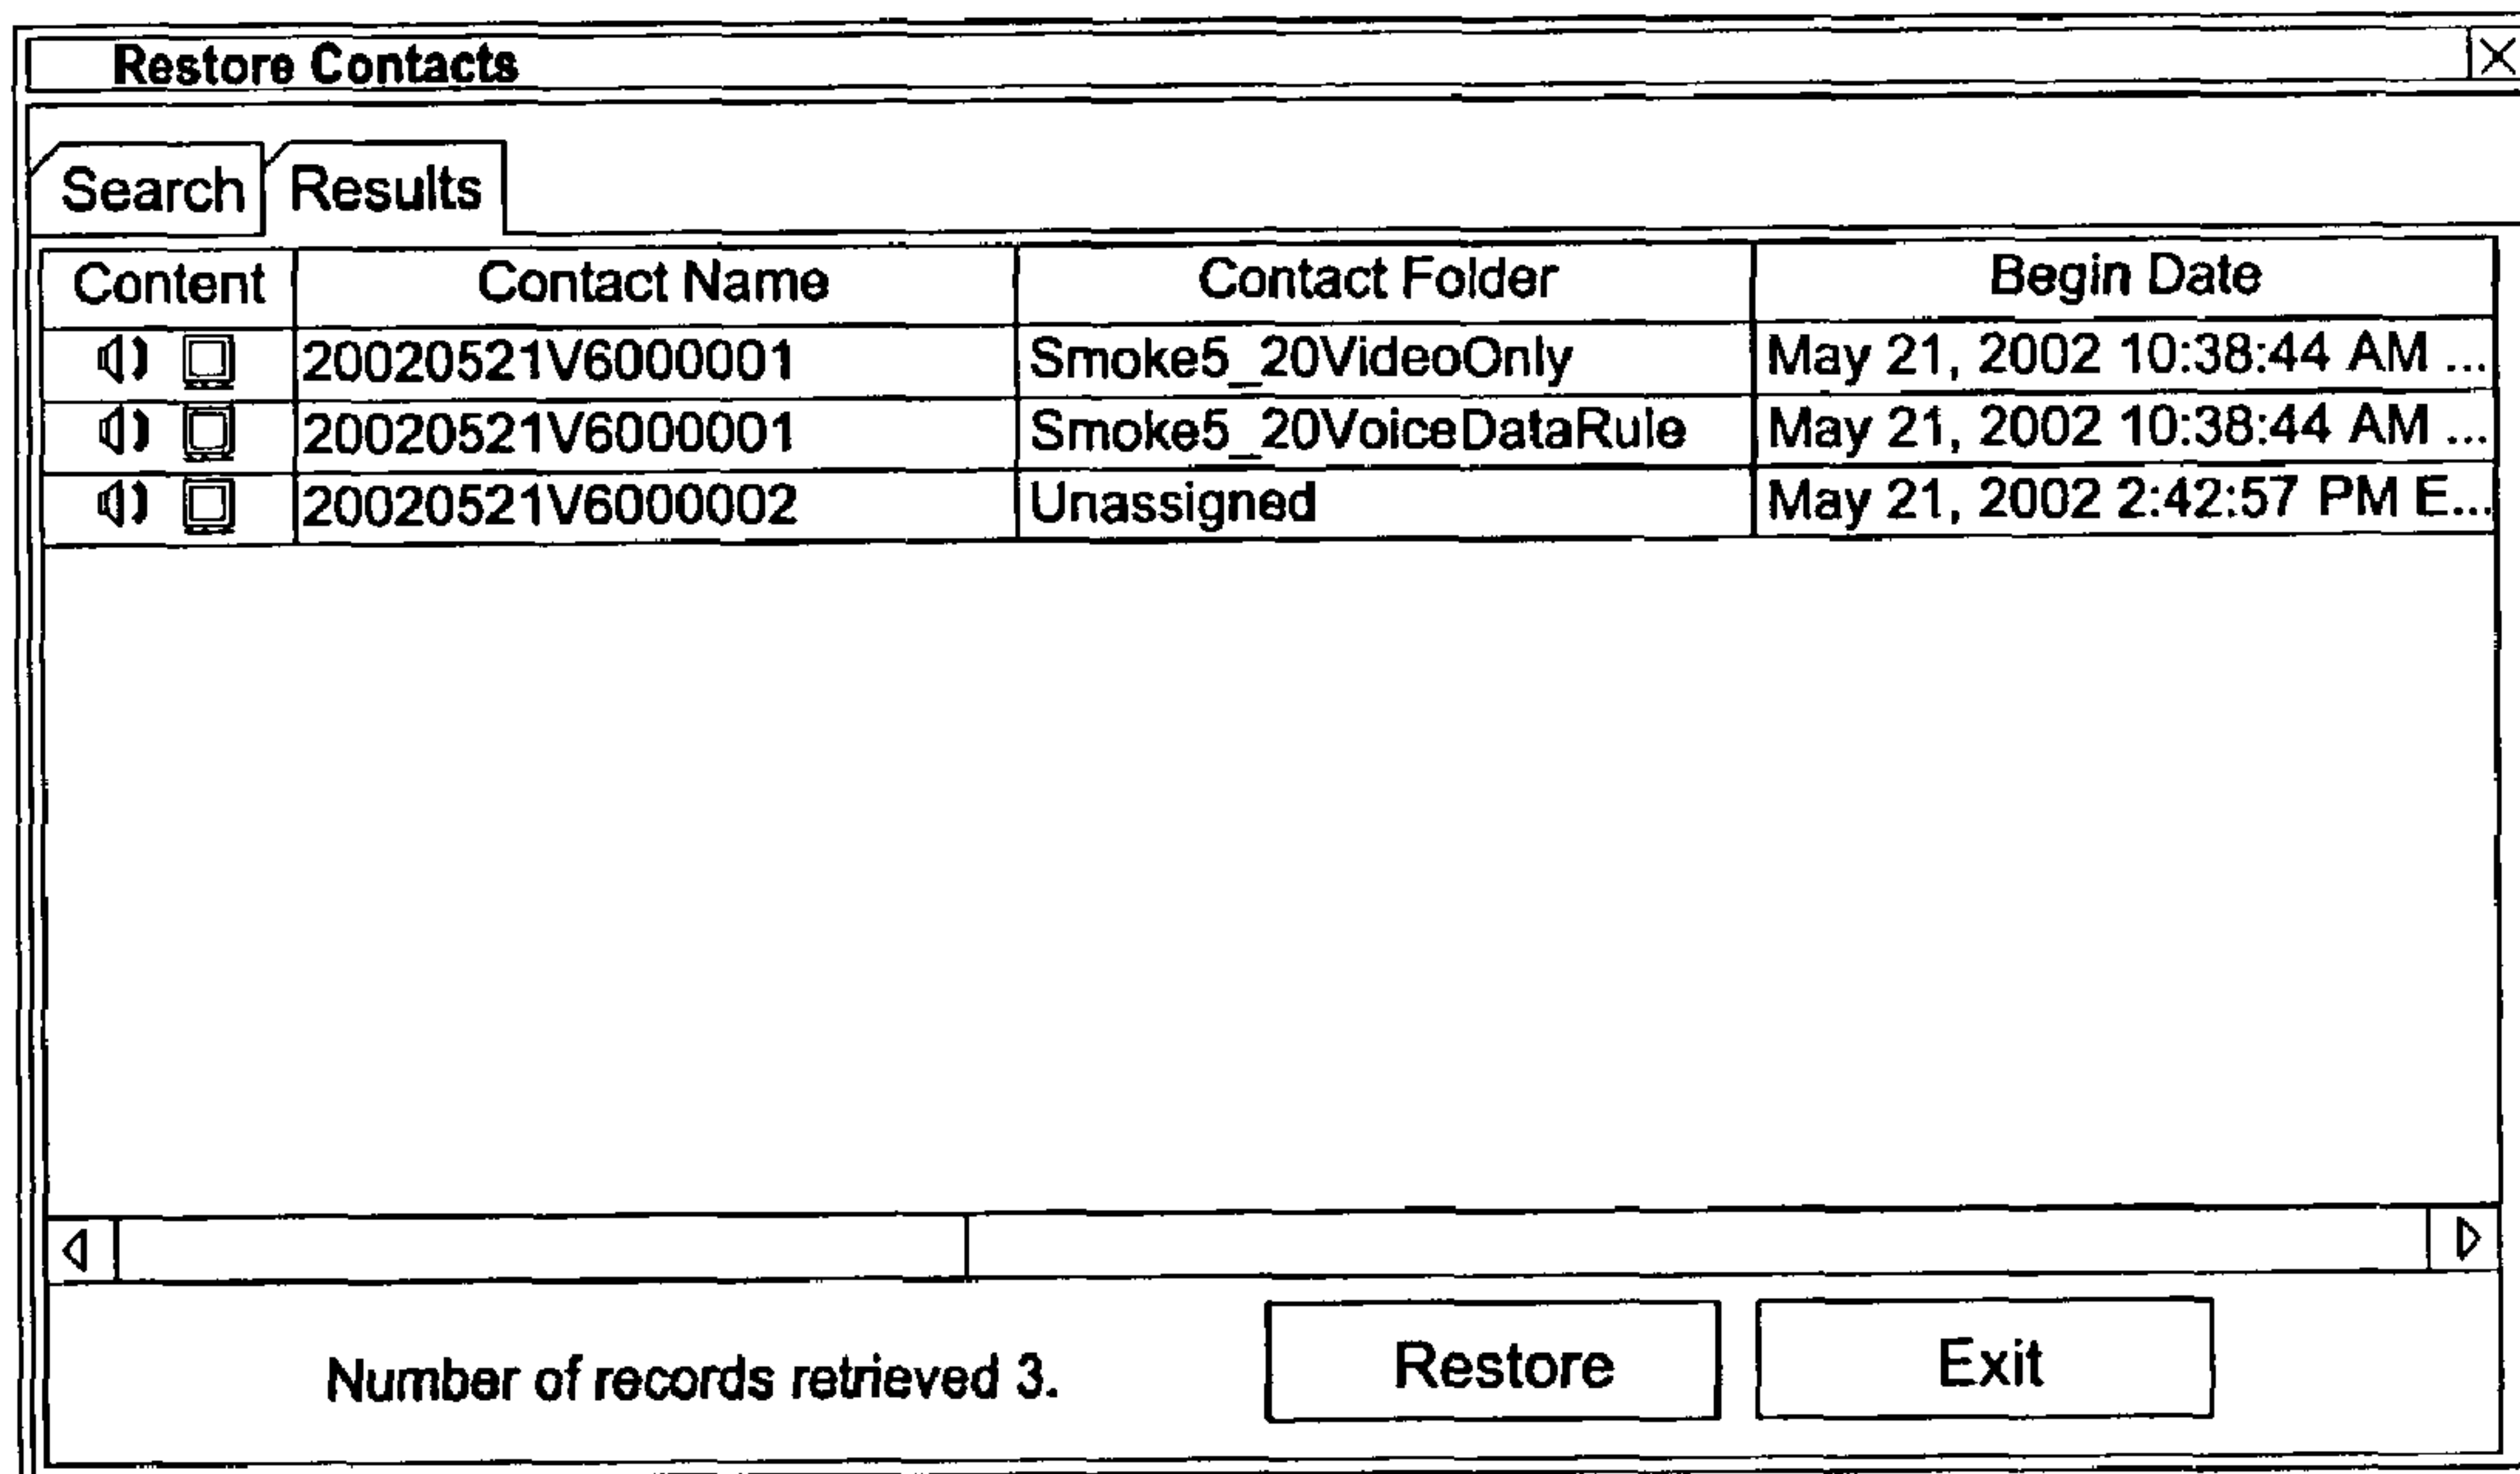 Restore Contacts
Search Results
Content Contact Name Contact Folder Begin Date
20020521V6000001 Smoke5_20VideoOnly May 21, 2002 10:38:44 AM ...
20020521V6000001 Smoke5_20VoiceDataRule May 21, 2002 10:38:44 AM ...
20020521V6000002 Unassigned May 21, 2002 2:42:57 PM E...
Number of records retrieved 3. Restore Exit